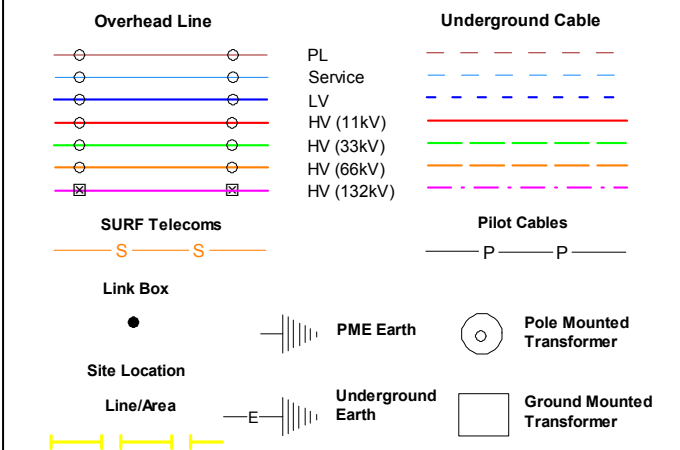 Overhead Line
Underground Cable
PL
Service
LV
HV (11kV)
HV (33kV)
HV (66kV)
HV (132kV)
SURF Telecoms
S S
Pilot Cables
P P
Link Box
PME Earth
Pole Mounted
Transformer
Site Location
Line/Area
E
Underground
Earth
Ground Mounted
Transformer